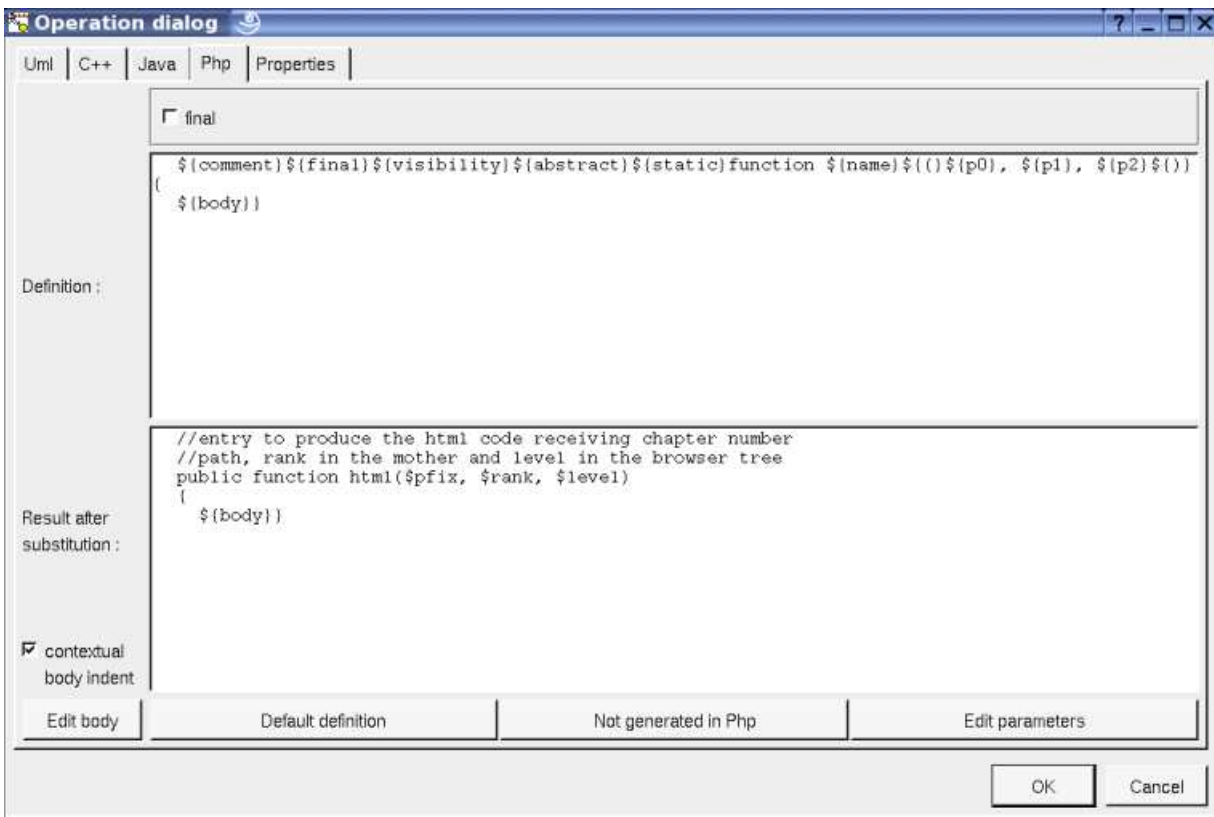 Operation dialog
Uml C++ Java Php Properties
final
Definition :
${comment}${final}${visibility}${abstract}${static}function ${name}${(}${p0}, ${p1}, ${p2}${)}
{
${body}}
Result after
substitution :
//entry to produce the html code receiving chapter number
//path, rank in the mother and level in the browser tree
public function html($pfix, $rank, $level)
{
${body}}
contextual
body indent
Edit body Default definition Not generated in Php Edit parameters
OK Cancel